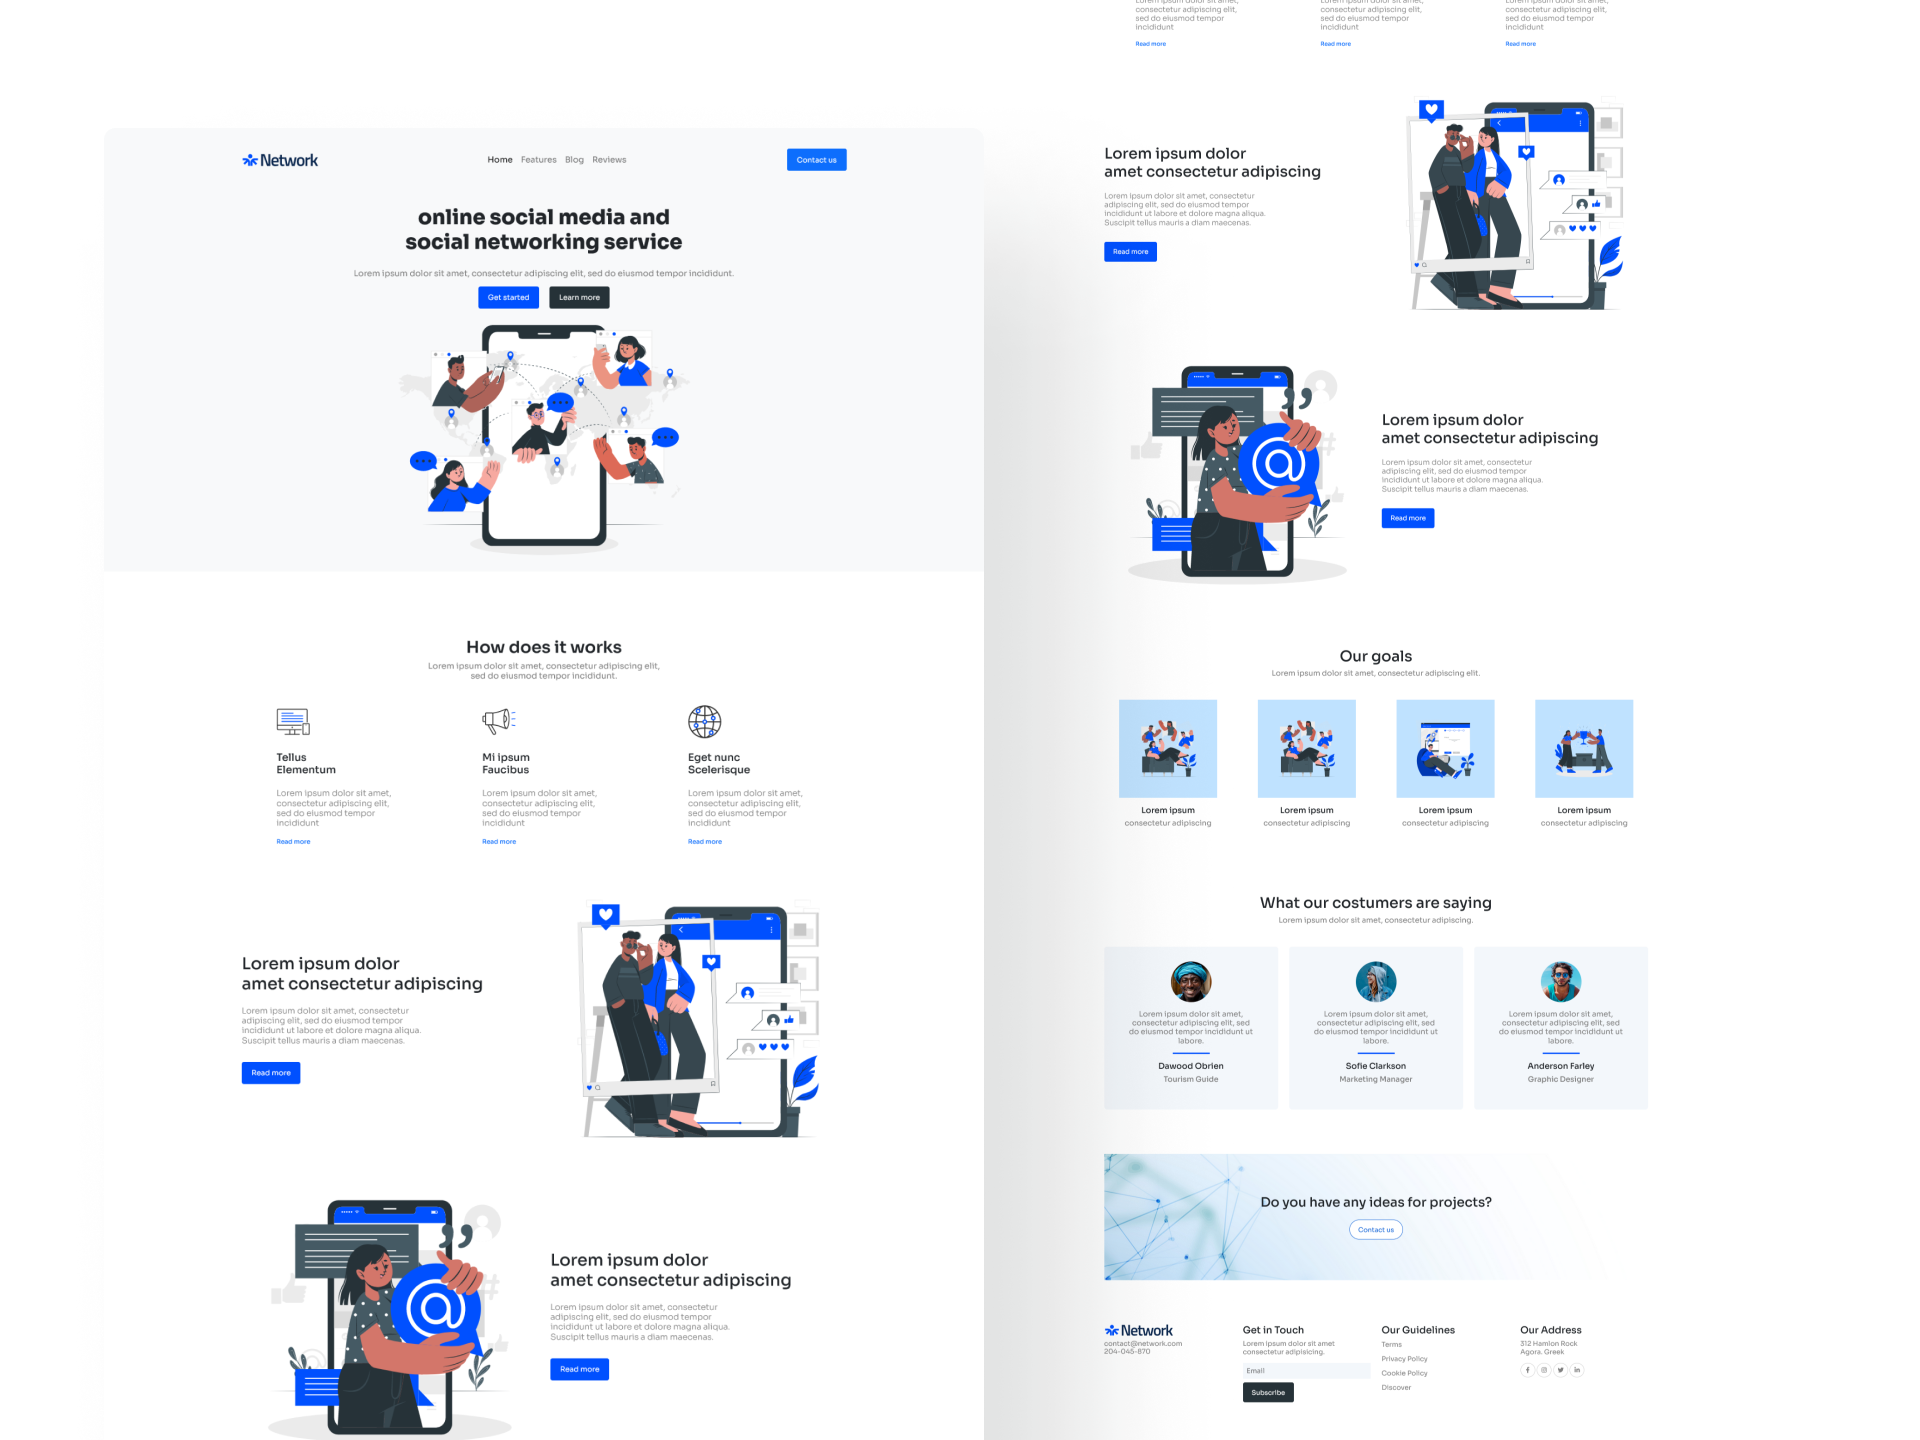 Network
Home Features Blog Reviews
Contact us
online social media and
social networking service
Lorem ipsum dolor sit amet, consectetur adipiscing elit, sed do eiusmod tempor incididunt.
Get started Learn more
How does it works
Lorem ipsum dolor sit amet, consectetur adipiscing elit,
sed do eiusmod tempor incididunt.
Tellus
Elementum
Lorem ipsum dolor sit amet,
consectetur adipiscing elit,
sed do eiusmod tempor
incididunt
Read more
Mi ipsum
Faucibus
Lorem ipsum dolor sit amet,
consectetur adipiscing elit,
sed do eiusmod tempor
incididunt
Read more
Eget nunc
Scelerisque
Lorem ipsum dolor sit amet,
consectetur adipiscing elit,
sed do eiusmod tempor
incididunt
Read more
Lorem ipsum dolor
amet consectetur adipiscing
Lorem ipsum dolor sit amet, consectetur
adipiscing elit, sed do eiusmod tempor
incididunt ut labore et dolore magna aliqua.
Suscipit tellus mauris a diam maecenas.
Read more
@
#
Lorem ipsum dolor
amet consectetur adipiscing
Lorem ipsum dolor sit amet, consectetur
adipiscing elit, sed do eiusmod tempor
incididunt ut labore et dolore magna aliqua.
Suscipit tellus mauris a diam maecenas.
Read more
consectetur adipiscing elit,
sed do eiusmod tempor
incididunt
Read more
consectetur adipiscing elit,
sed do eiusmod tempor
incididunt
Read more
consectetur adipiscing elit,
sed do eiusmod tempor
incididunt
Read more
Lorem ipsum dolor
amet consectetur adipiscing
Lorem ipsum dolor sit amet, consectetur
adipiscing elit, sed do eiusmod tempor
incididunt ut labore et dolore magna aliqua.
Suscipit tellus mauris a diam maecenas.
Read more
@
#
Lorem ipsum dolor
amet consectetur adipiscing
Lorem ipsum dolor sit amet, consectetur
adipiscing elit, sed do eiusmod tempor
incididunt ut labore et dolore magna aliqua.
Suscipit tellus mauris a diam maecenas.
Read more
Our goals
Lorem ipsum dolor sit amet, consectetur adipiscing elit.
Lorem ipsum
consectetur adipiscing
Lorem ipsum
consectetur adipiscing
Lorem ipsum
consectetur adipiscing
Lorem ipsum
consectetur adipiscing
What our costumers are saying
Lorem ipsum dolor sit amet, consectetur adipiscing.
Lorem ipsum dolor sit amet,
consectetur adipiscing elit, sed
do eiusmod tempor incididunt ut
labore.
Dawood Obrien
Tourism Guide
Lorem ipsum dolor sit amet,
consectetur adipiscing elit, sed
do eiusmod tempor incididunt ut
labore.
Sofie Clarkson
Marketing Manager
Lorem ipsum dolor sit amet,
consectetur adipiscing elit, sed
do eiusmod tempor incididunt ut
labore.
Anderson Farley
Graphic Designer
Do you have any ideas for projects?
Contact us
Network
contact@network.com
204-045-870
Get in Touch
Lorem ipsum dolor sit amet
consectetur adipiscing.
Email
Subscribe
Our Guidelines
Terms
Privacy Policy
Cookie Policy
Discover
Our Address
312 Hamlon Rock
Agora. Greek